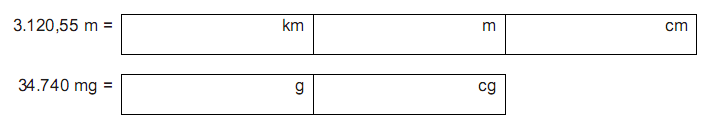 3.120,55 m = km m cm
34.740 mg = g cg